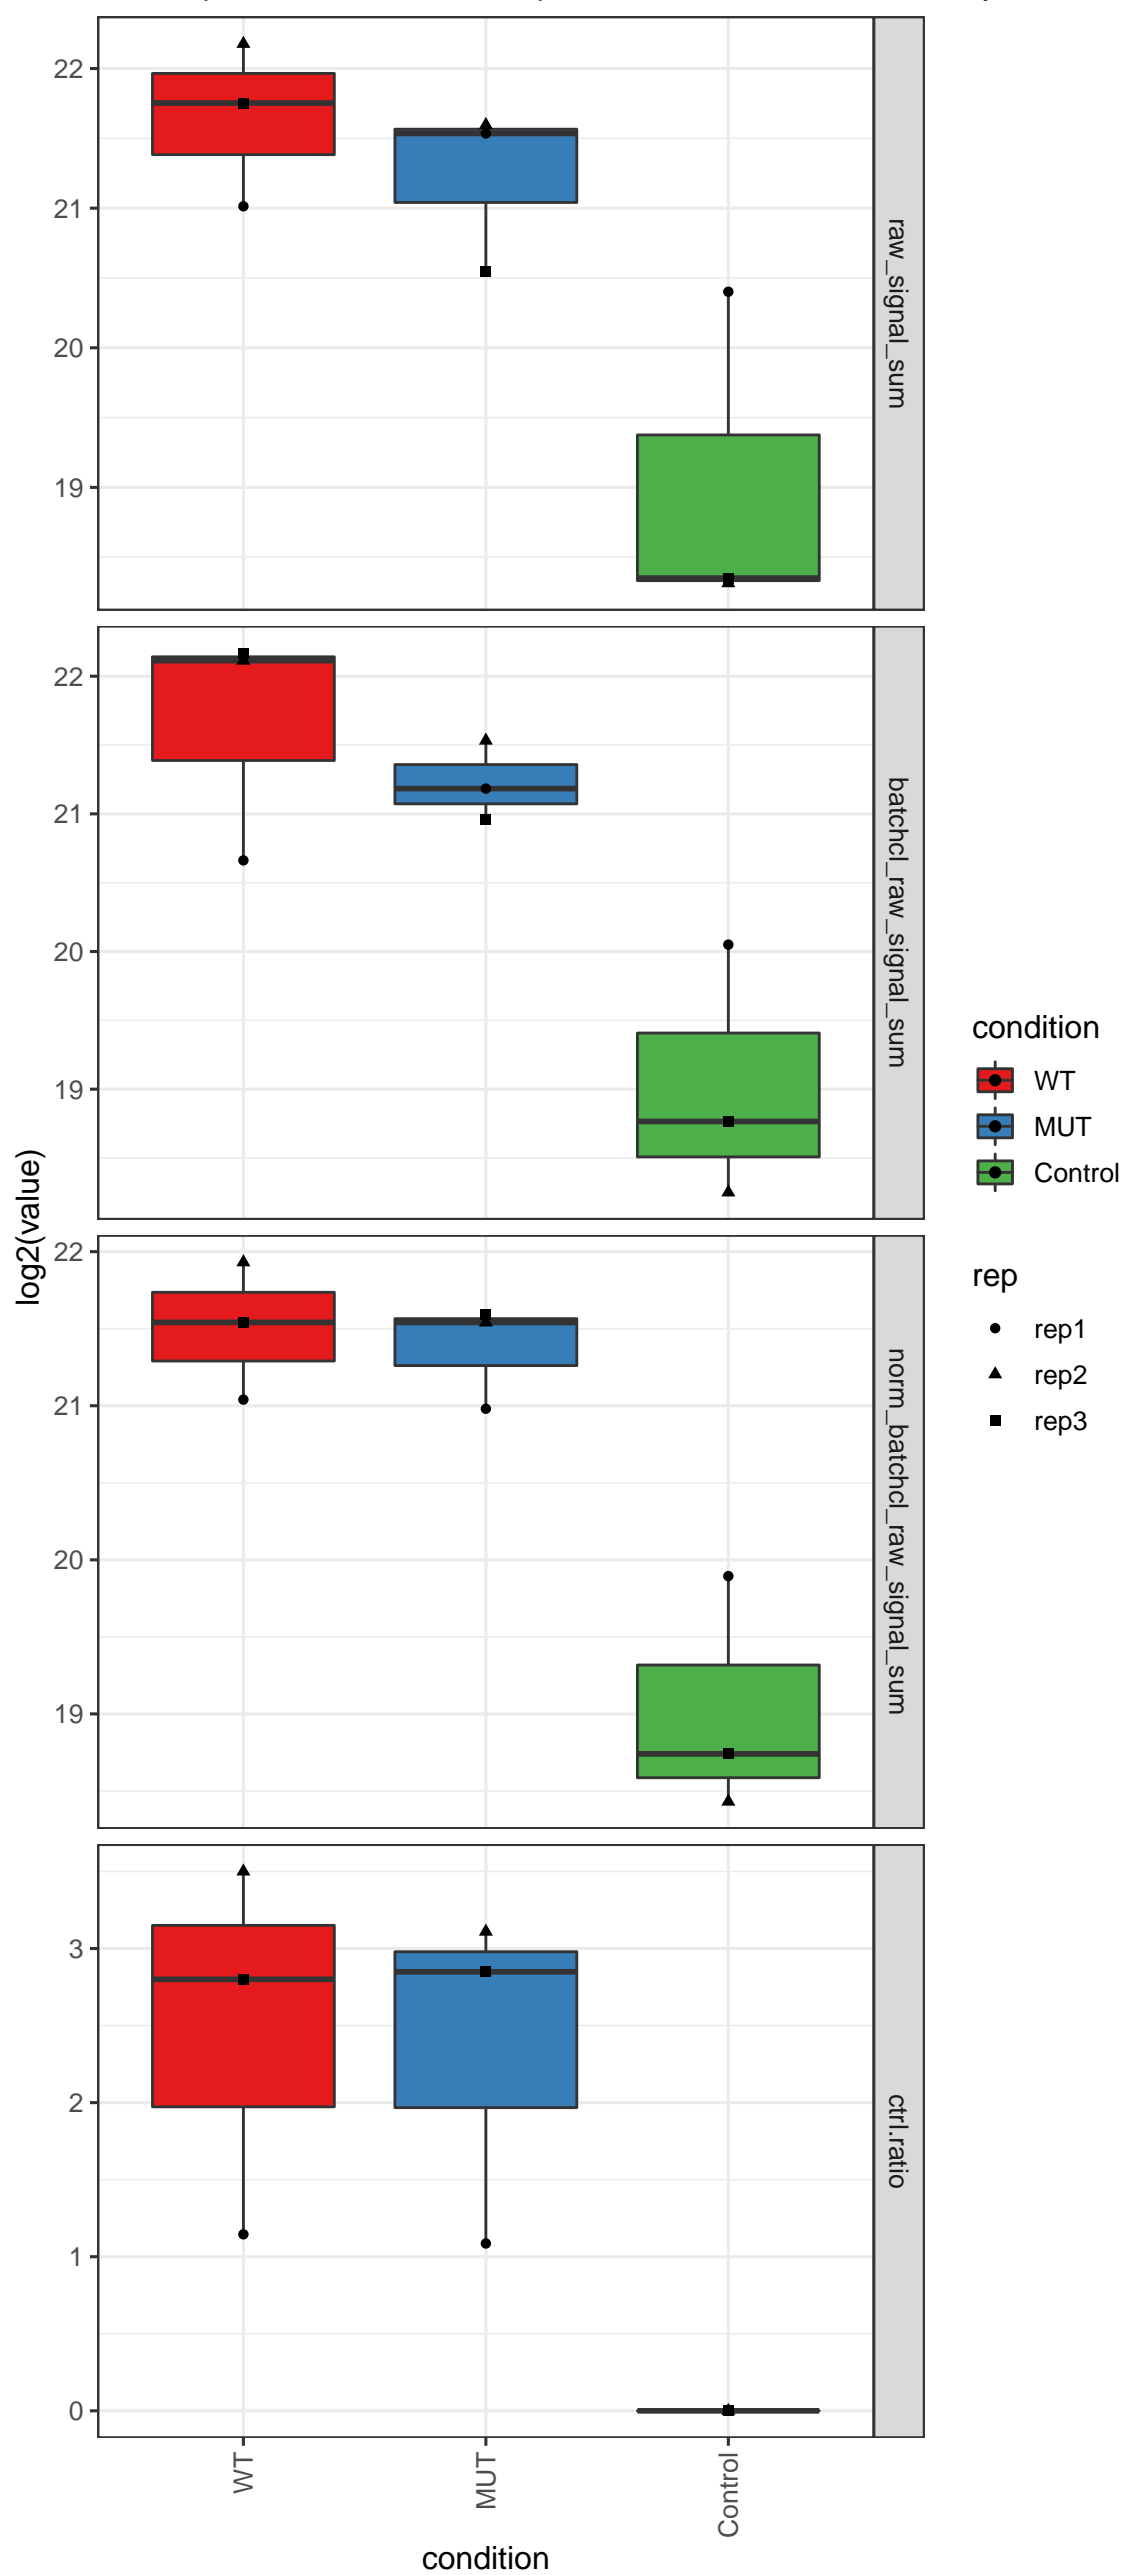 22
21
20
19
raw_signal_sum
22
21
20
19
batchcl_raw_signal_sum
22
21
20
19
norm_batchcl_raw_signal_sum
3
2
1
0
ctrl.ratio
log2(value)
WT
MUT
Control
condition
condition
WT
MUT
Control
rep
rep1
rep2
rep3